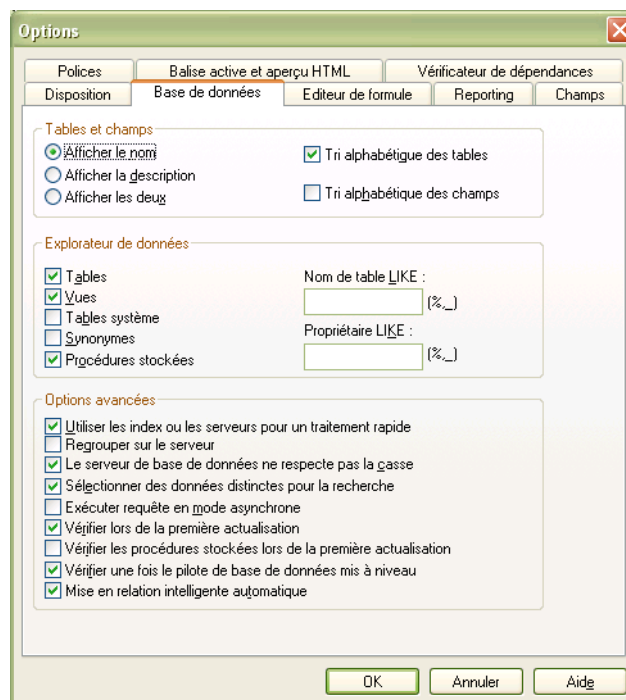 Options
Polices Balise active et aperçu HTML Vérificateur de dépendances
Disposition Base de données Editeur de formule Reporting Champs
Tables et champs
Afficher le nom Tri alphabétique des tables
Afficher la description
Tri alphabétique des champs
Afficher les deux
Explorateur de données
Tables Nom de table LIKE :
Vues (%,_)
Tables système
Synonymes Propriétaire LIKE :
Procédures stockées (%,_)
Options avancées
Utiliser les index ou les serveurs pour un traitement rapide
Regrouper sur le serveur
Le serveur de base de données ne respecte pas la casse
Sélectionner des données distinctes pour la recherche
Exécuter requête en mode asynchrone
Vérifier lors de la première actualisation
Vérifier les procédures stockées lors de la première actualisation
Vérifier une fois le pilote de base de données mis à niveau
Mise en relation intelligente automatique
OK Annuler Aide